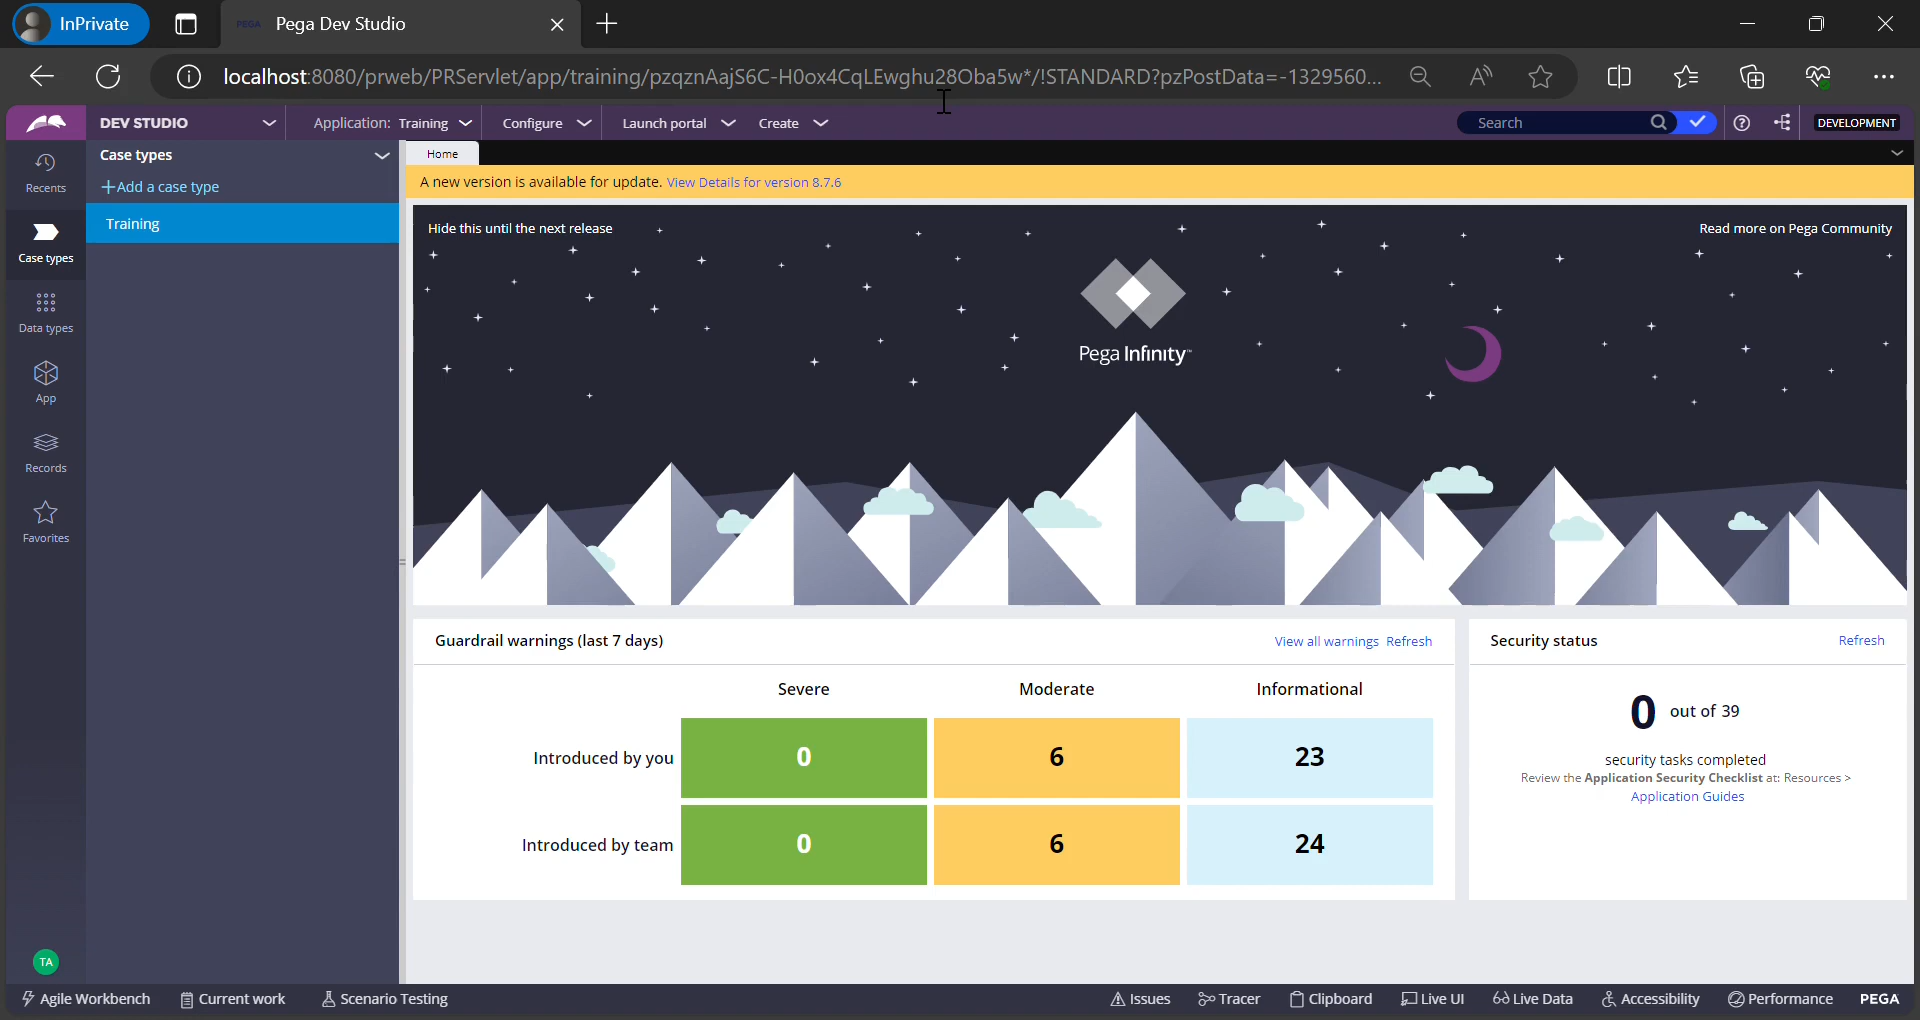 InPrivate
PEGA Pega Dev Studio
localhost:8080/prweb/PRServlet/app/training/pzqznAajS6C-H0ox4CqLEwghu28Oba5w*/!STANDARD?pzPostData=-1329560...
DEV STUDIO
Application: Training
Configure
Launch portal
Create
Search
DEVELOPMENT
Recents
Case types
Data types
App
Records
Favorites
TA
Case types
+Add a case type
Training
Home
A new version is available for update. View Details for version 8.7.6
Hide this until the next release
Read more on Pega Community
Pega Infinity™
Guardrail warnings (last 7 days)
View all warnings Refresh
Severe Moderate Informational
Introduced by you 0 6 23
Introduced by team 0 6 24
Security status
Refresh
0 out of 39
security tasks completed
Review the Application Security Checklist at: Resources >
Application Guides
Agile Workbench
Current work
Scenario Testing
Issues
Tracer
Clipboard
Live UI
Live Data
Accessibility
Performance
PEGA